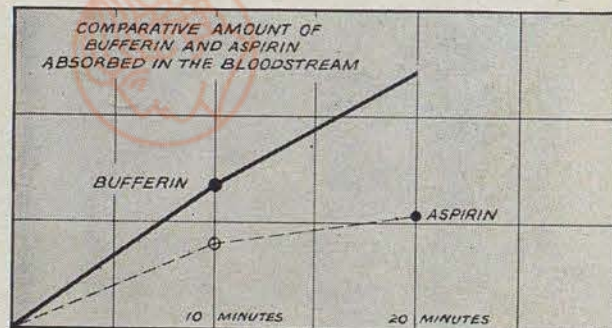 COMPARATIVE AMOUNT OF
BUFFERIN AND ASPIRIN
ABSORBED IN THE BLOODSTREAM
BUFFERIN
ASPIRIN
10 MINUTES
20 MINUTES